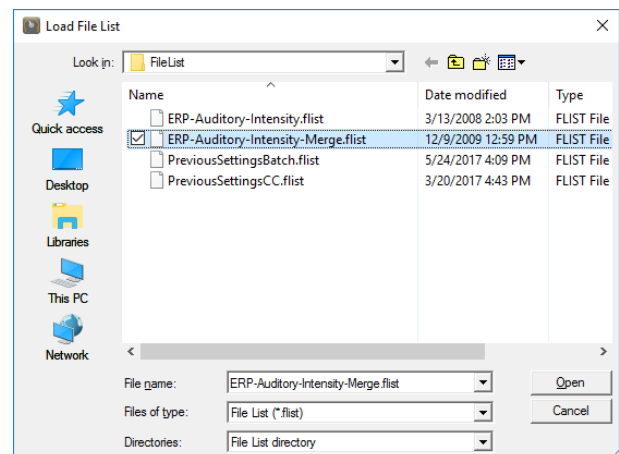 Load File List
Look in: FileList
Name Date modified Type
ERP-Auditory-Intensity.flist 3/13/2008 2:03 PM FLIST File
ERP-Auditory-Intensity-Merge.flist 12/9/2009 12:59 PM FLIST File
PreviousSettingsBatch.flist 5/24/2017 4:09 PM FLIST File
PreviousSettingsCC.flist 3/20/2017 4:43 PM FLIST File
Quick access
Desktop
Libraries
This PC
Network
File name: ERP-Auditory-Intensity-Merge.flist Open
Files of type: File List (*.flist) Cancel
Directories: File List directory